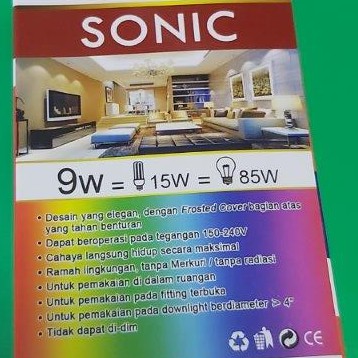 SONIC
9W = 15W = 85W
• Desain yang elegan, dengan Frosted Cover bagian atas
yang tahan benturan
• Dapat beroperasi pada tegangan 150-240V
• Cahaya langsung hidup secara maksimal
• Ramah lingkungan, tanpa Merkuri / tanpa radiasi
• Untuk pemakaian di dalam ruangan
• Untuk pemakaian pada fitting terbuka
• Untuk pemakaian pada downlight berdiameter > 4"
• Tidak dapat di-dim
CE